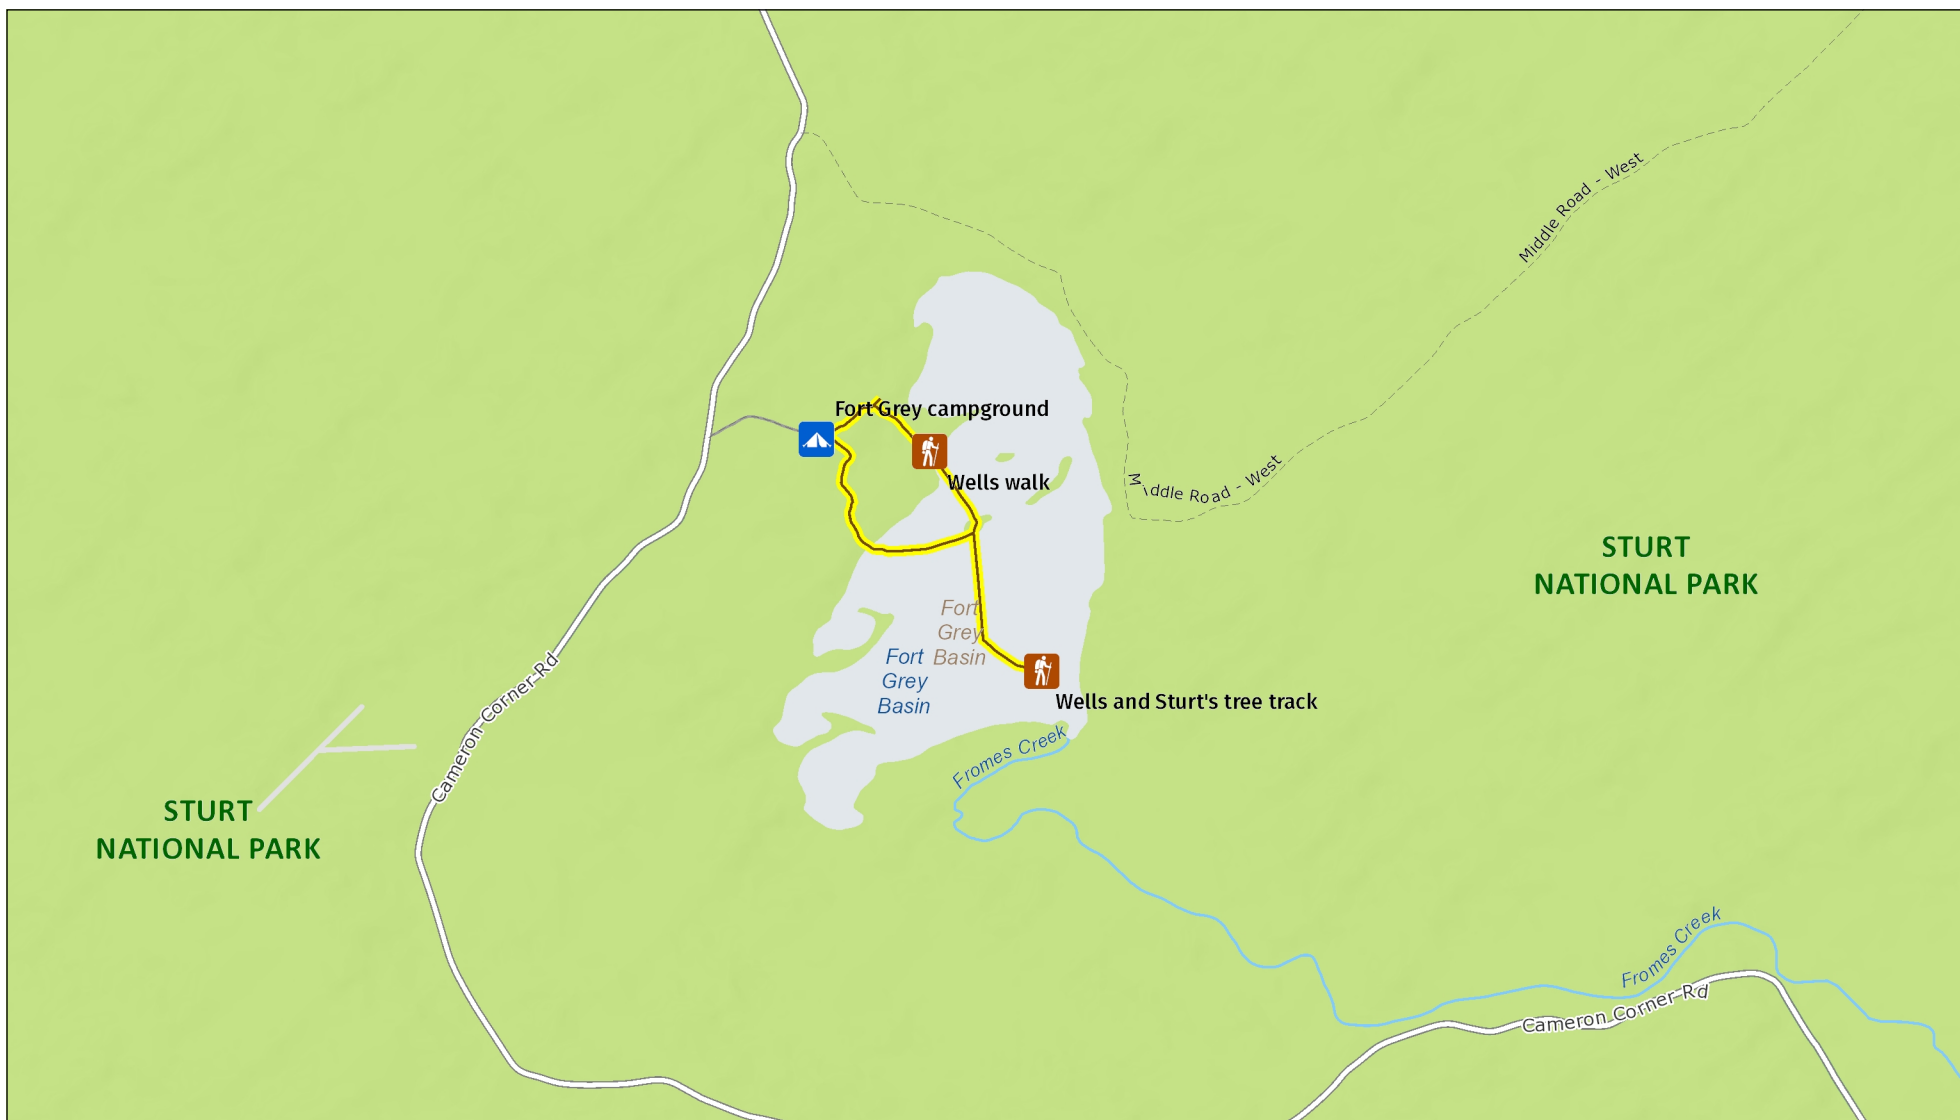 Middle Road - West
Fort Grey campground
Wells walk
Middle Road - West
STURT
NATIONAL PARK
Fort
Grey
Basin
Fort
Grey
Basin
Cameron Corner Rd
Wells and Sturt's tree track
Fromes Creek
STURT
NATIONAL PARK
Fromes Creek
Cameron Corner Rd